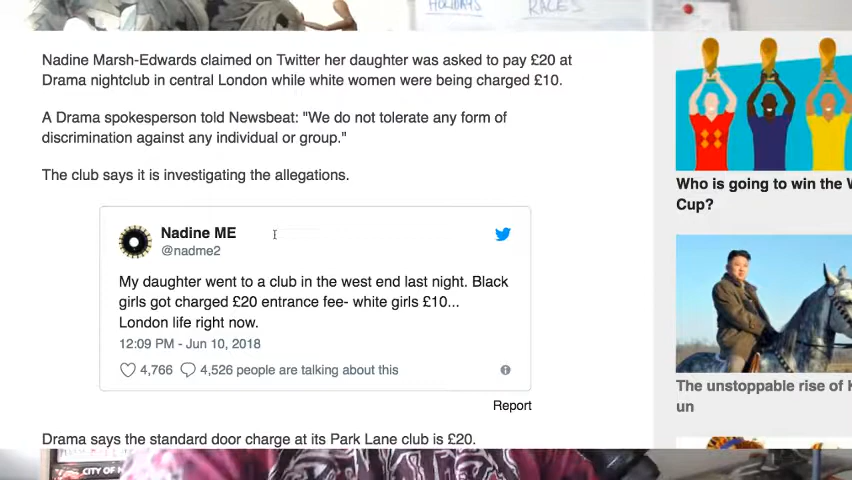 HOLIDAYS
RACES
Nadine Marsh-Edwards claimed on Twitter her daughter was asked to pay £20 at
Drama nightclub in central London while white women were being charged £10.
A Drama spokesperson told Newsbeat: "We do not tolerate any form of
discrimination against any individual or group."
The club says it is investigating the allegations.
Nadine ME
@nadme2
My daughter went to a club in the west end last night. Black
girls got charged £20 entrance fee- white girls £10...
London life right now.
12:09 PM - Jun 10, 2018
4,766
4,526 people are talking about this
Report
Drama says the standard door charge at its Park Lane club is £20.
Who is going to win the W
Cup?
The unstoppable rise of K
un
CITY OF